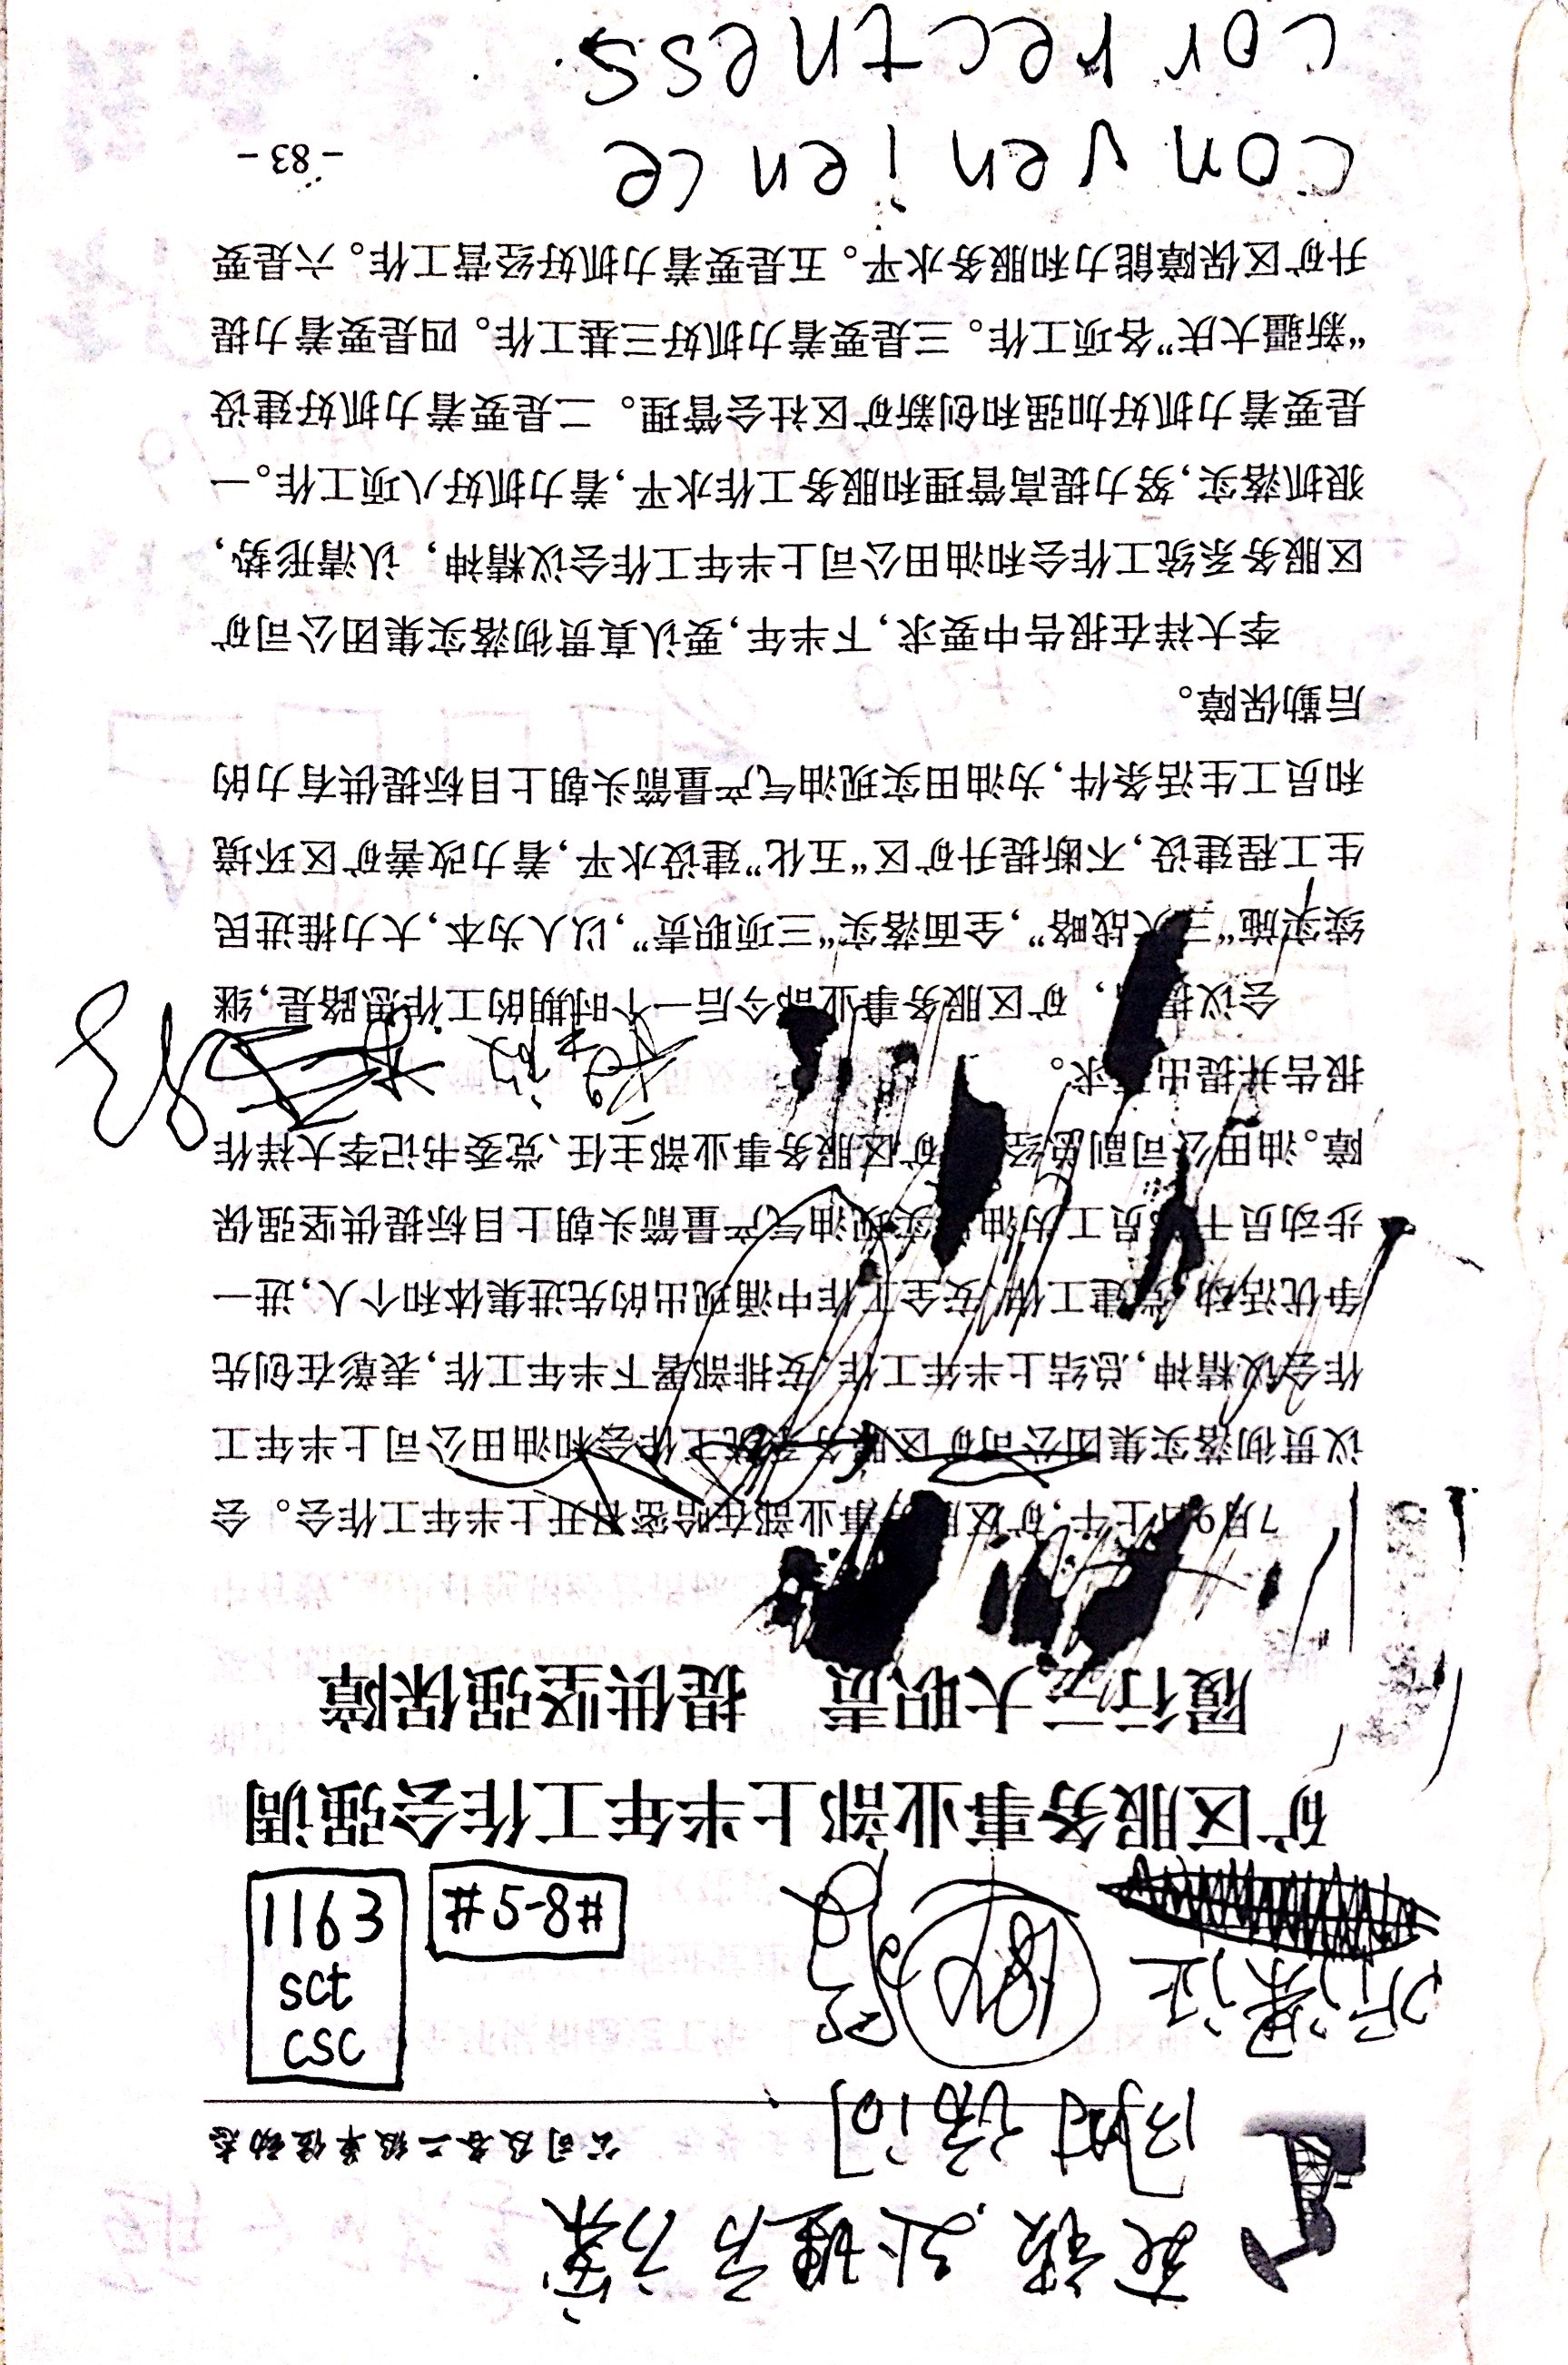 公司及各二级单位动态
1163
sct
csc
#5-8#
矿区服务事业部上半年工作会强调
履行三大职责 提供坚强保障
7月9日上午,矿区服务事业部在哈密召开上半年工作会。会
议贯彻落实集团公司矿区服务系统工作会和油田公司上半年工
作会议精神,总结上半年工作,安排部署下半年工作,表彰在创先
争优活动、党建工作、安全工作中涌现出的先进集体和个人,进一
步动员干部员工为油田实现油气产量箭头朝上目标提供坚强保
障。油田公司副总经理、矿区服务事业部主任、党委书记李大祥作
报告并提出要求。
会议提出,矿区服务事业部今后一个时期的工作思路是,继
续实施“三大战略”,全面落实“三项职责”,以人为本,大力推进民
生工程建设,不断提升矿区“五化”建设水平,着力改善矿区环境
和员工生活条件,为油田实现油气产量箭头朝上目标提供有力的
后勤保障。
李大祥在报告中要求,下半年,要认真贯彻落实集团公司矿
区服务系统工作会和油田公司上半年工作会议精神,认清形势,
狠抓落实,努力提高管理和服务工作水平,着力抓好八项工作。一
是要着力抓好加强和创新矿区社会管理。二是要着力抓好建设
“新疆大庆”各项工作。三是要着力抓好三基工作。四是要着力提
升矿区保障能力和服务水平。五是要着力抓好经营工作。六是要
convenience
- 83 -
correctness.